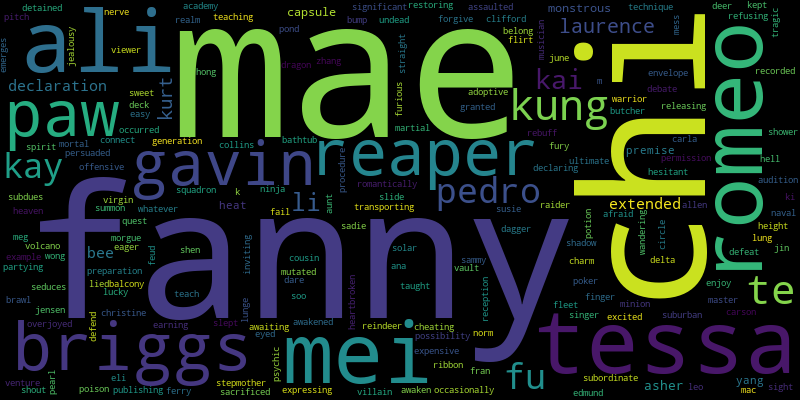 detained
nerve
academy
significant
restoring
assaulted
monstrous
technique
deer
kept
pitch
realm
teaching
capsule
bump
undead
forgive
clifford
laurence
refusing
tragic
ali
mae
viewer
jealousy
pond
straight
belong
flirt
musician
mess
emerges
declaration
kurt
hong
dragon
zhang
june
m
envelope
recorded
sweet
deck
furious
adoptive
kai
chi
romeo
paw
easy
occurred
granted
kung
warrior
debate
releasing
audition
spirit
connect
generation
collins
bathtub
martial
rebuff
butcher
carla
shower
mortal
persuaded
gavin
reaper
fury
premise
permission
hell
kay
offensive
procedure
declaring
ultimate
hesitant
subdues
virgin
squadron
ninja
romantically
pedro
raider
extended
allen
ki
heaven
summon
whatever
k
heat
li
aunt
slide
transporting
susie
dagger
afraid
naval
meg
quest
fail
sadie
potion
wandering
circle
height
volcano
eager
morgue
fanny
shadow
defeat
lung
example
wong
bee
feud
shen
cousin
solar
sammy
charm
delta
jin
partying
preparation
inviting
mutated
ana
vault
poker
enjoy
te
seduces
liedbalcony
teach
dare
taught
reception
finger
minion
master
jensen
lucky
soo
heartbroken
fleet
suburban
carson
brawl
christine
lunge
awakened
reindeer
cheating
norm
singer
excited
overjoyed
defend
earning
slept
awaiting
possibility
tessa
briggs
eyed
mei
expensive
venture
eli
psychic
ribbon
fran
fu
subordinate
yang
shout
pearl
poison
publishing
ferry
stepmother
sacrificed
expressing
villain
awaken
occasionally
edmund
asher
leo
mac
sight